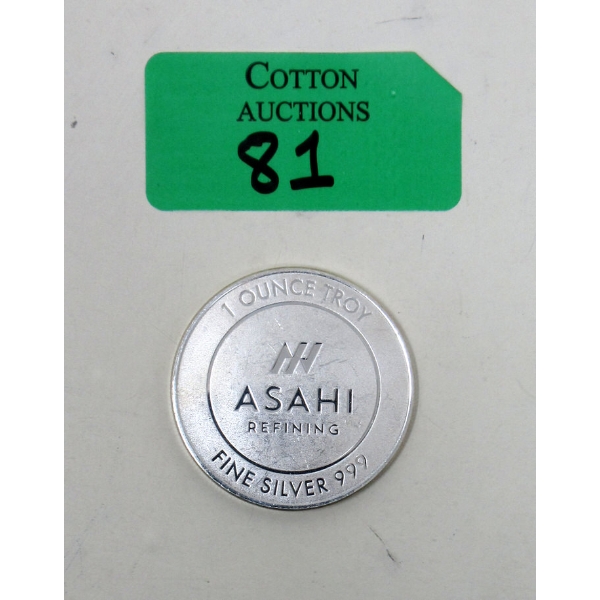 COTTON
AUCTIONS
81
1 OUNCE TROY
ASAHI
REFINING
FINE SILVER 999